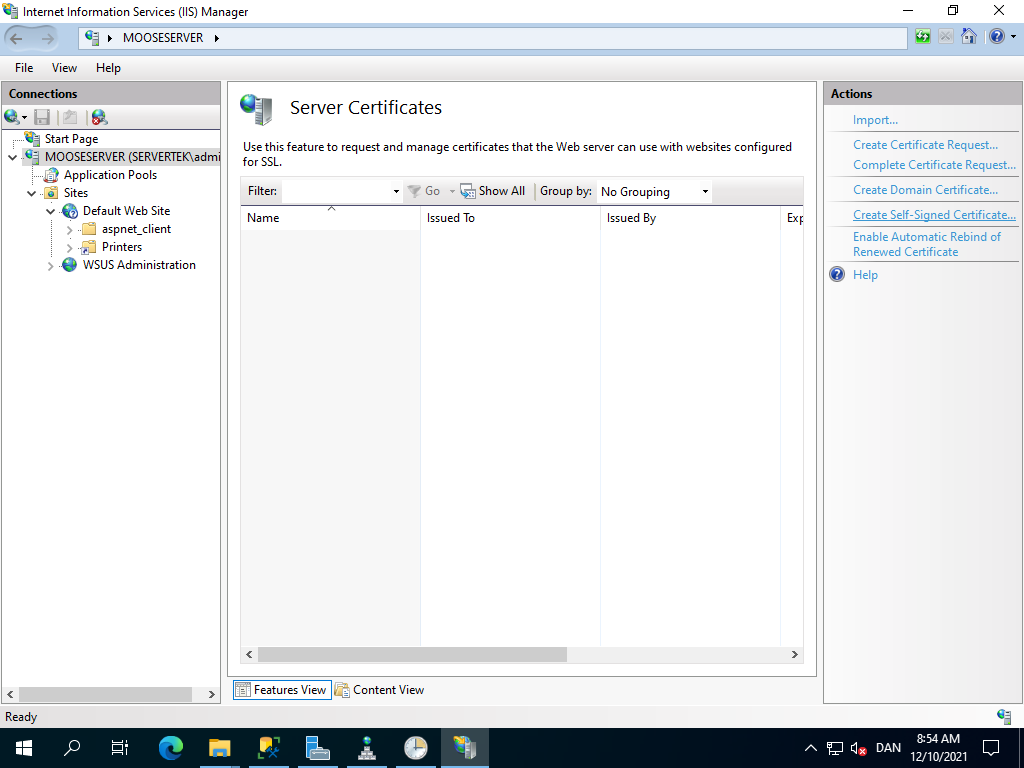 Internet Information Services (IIS) Manager
MOOSESERVER
File View Help
Connections
Start Page
MOOSESERVER (SERVERTEK\admi
Application Pools
Sites
Default Web Site
aspnet_client
Printers
WSUS Administration
Server Certificates
Use this feature to request and manage certificates that the Web server can use with websites configured
for SSL.
Filter: Go Show All Group by: No Grouping
Name Issued To Issued By Exp
Features View Content View
Actions
Import...
Create Certificate Request...
Complete Certificate Request...
Create Domain Certificate...
Create Self-Signed Certificate...
Enable Automatic Rebind of
Renewed Certificate
Help
Ready
DAN
8:54 AM
12/10/2021